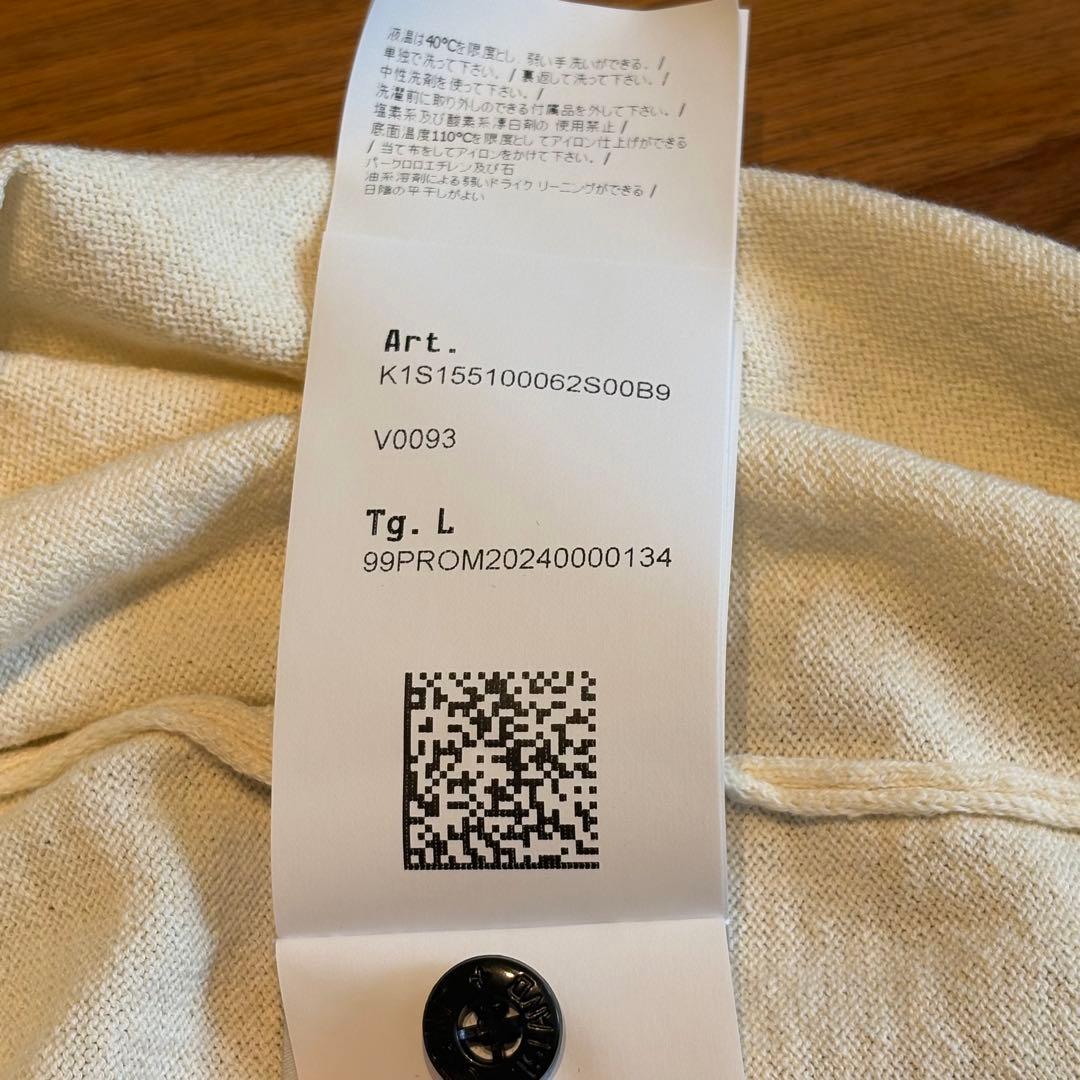 液温は40℃を限度とし、弱い手洗いができる。/
単独で洗って下さい。/ 裏返して洗って下さい。/
中性洗剤を使って下さい。/
洗濯前に取り外しのできる付属品を外して下さい。/
塩素系及び酸素系漂白剤の 使用禁止 /
底面温度110℃を限度とし てアイロン仕上げができる
/ 当て布をしてアイロンをかけて下さい。/
パークロロエチレン及び石
油系溶剤による弱いドライク リーニングができる /
日陰の平干しがよい
Art.
K1S155100062S00B9
V0093
Tg. L
99PROM20240000134